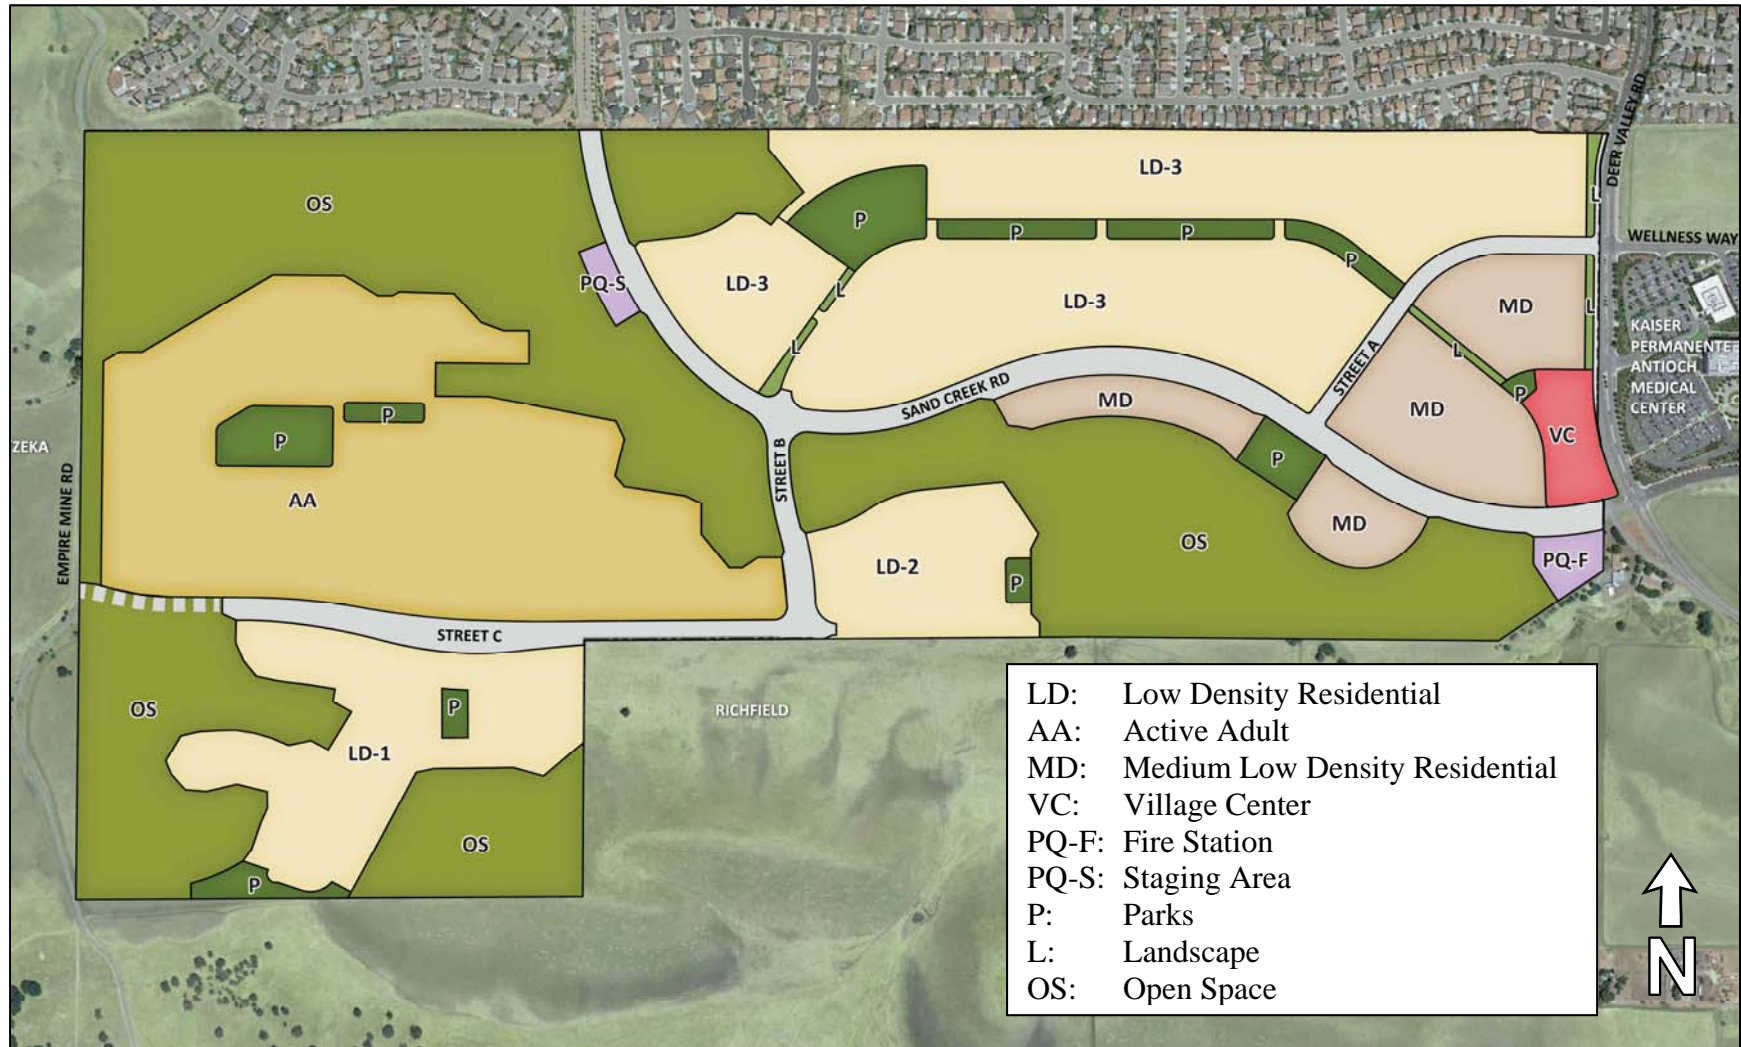 DEER VALLEY RD
LD-3
L
OS
P
P
P
WELLNESS WAY
P
PQ-S
LD-3
L
LD-3
MD
L
KAISER
PERMANENTE
ANTIOCH
MEDICAL
CENTER
L
L
STREET A
SAND CREEK RD
MD
P
MD
P
P
VC
ZEKA
STREET B
P
AA
MD
EMPIRE MINE RD
OS
PQ-F
LD-2
P
STREET C
OS
P
RICHFIELD
LD-1
OS
P
LD: Low Density Residential
AA: Active Adult
MD: Medium Low Density Residential
VC: Village Center
PQ-F: Fire Station
PQ-S: Staging Area
P: Parks
L: Landscape
OS: Open Space
N